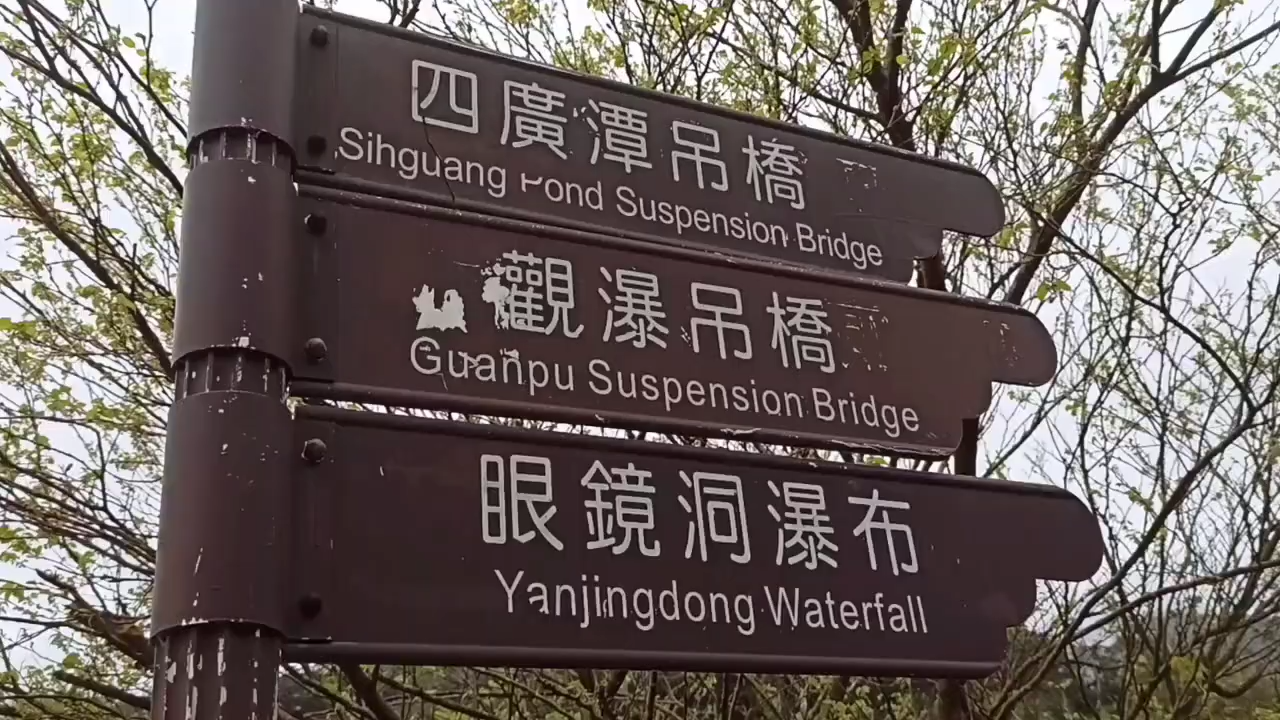 四廣潭吊橋
Sihguang Pond Suspension Bridge
觀瀑吊橋
Guanpu Suspension Bridge
眼鏡洞瀑布
Yanjingdong Waterfall